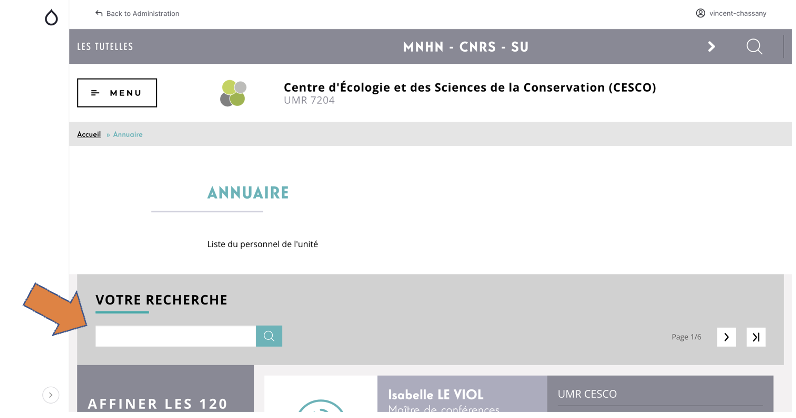 Back to Administration
vincent-chassany
LES TUTELLES
MNHN - CNRS - SU
MENU
Centre d'Écologie et des Sciences de la Conservation (CESCO)
UMR 7204
Accueil » Annuaire
ANNUAIRE
Liste du personnel de l'unité
VOTRE RECHERCHE
Page 1/6
AFFINER LES 120
Isabelle LE VIOL
Maître de conférences
UMR CESCO